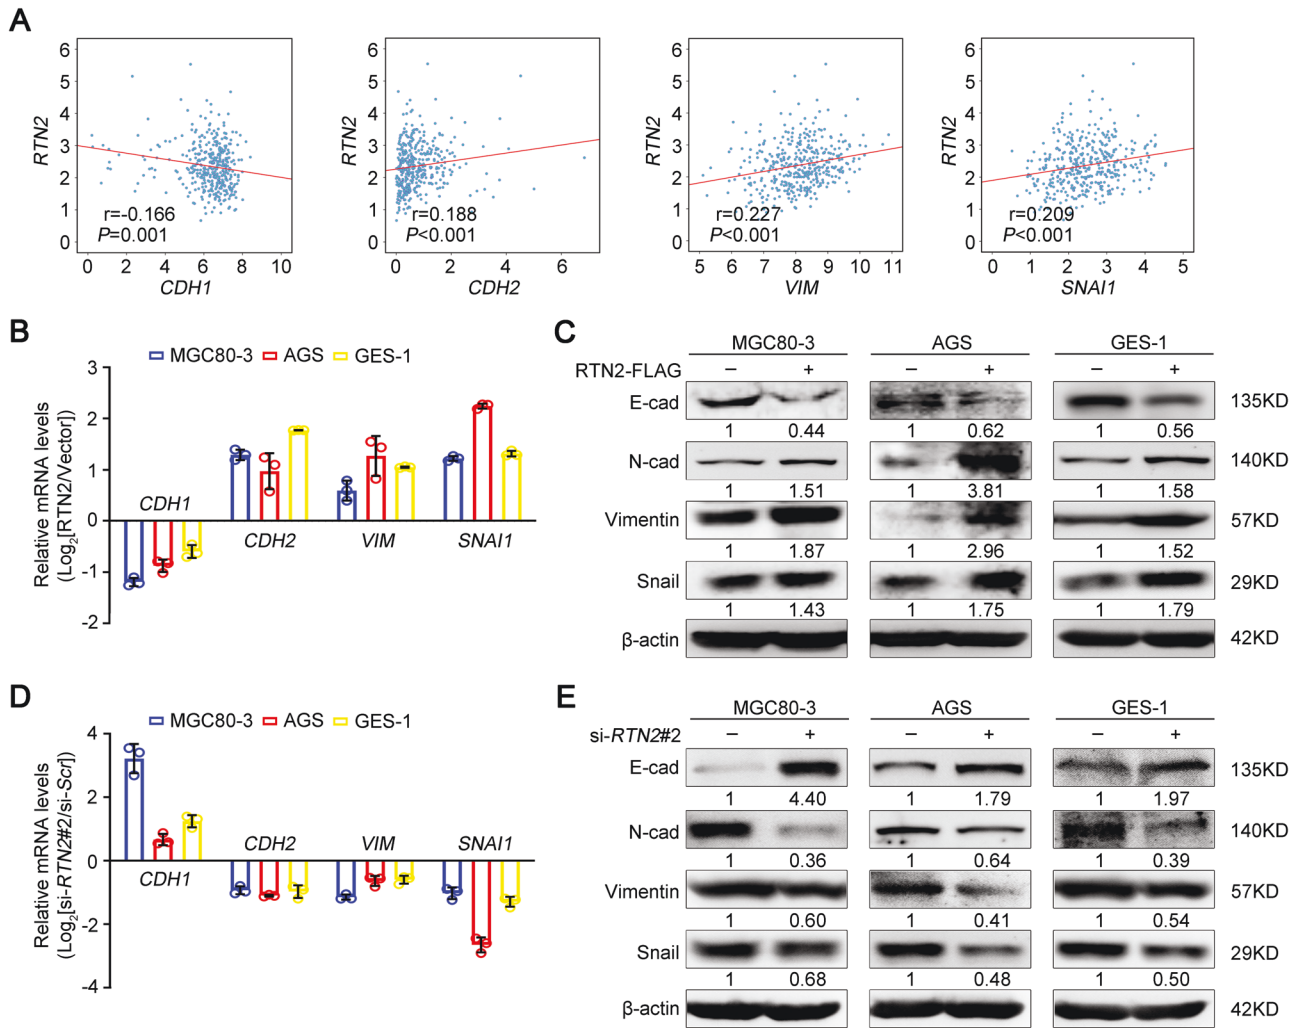 A
RTN2
6
5
4
3
2
1
0
r=-0.166
P=0.001
0 2 4 6 8 10
CDH1
RTN2
6
5
4
3
2
1
0
r=0.188
P<0.001
0 2 4 6
CDH2
RTN2
6
5
4
3
2
1
0
r=0.227
P<0.001
5 6 7 8 9 10 11
VIM
RTN2
6
5
4
3
2
1
0
r=0.209
P<0.001
0 1 2 3 4 5
SNAI1
B
MGC80-3 AGS GES-1
Relative mRNA levels
(Log2[RTN2/Vector])
3
2
1
0
-1
-2
CDH1
CDH2 VIM SNAI1
C
MGC80-3 AGS GES-1
RTN2-FLAG – + – + – +
E-cad 135KD
1 0.44 1 0.62 1 0.56
N-cad 140KD
1 1.51 1 3.81 1 1.58
Vimentin 57KD
1 1.87 1 2.96 1 1.52
Snail 29KD
1 1.43 1 1.75 1 1.79
β-actin 42KD
D
MGC80-3 AGS GES-1
Relative mRNA levels
(Log2[si-RTN2#2/si-Scr])
4
2
0
-2
-4
CDH2 VIM SNAI1
CDH1
E
MGC80-3 AGS GES-1
si-RTN2#2 – + – + – +
E-cad 135KD
1 4.40 1 1.79 1 1.97
N-cad 140KD
1 0.36 1 0.64 1 0.39
Vimentin 57KD
1 0.60 1 0.41 1 0.54
Snail 29KD
1 0.68 1 0.48 1 0.50
β-actin 42KD